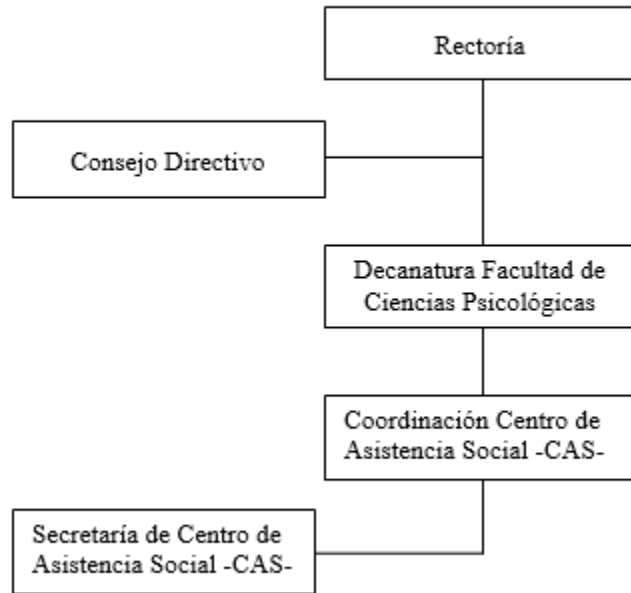 Rectoría
Consejo Directivo
Decanatura Facultad de
Ciencias Psicológicas
Coordinación Centro de
Asistencia Social -CAS-
Secretaría de Centro de
Asistencia Social -CAS-